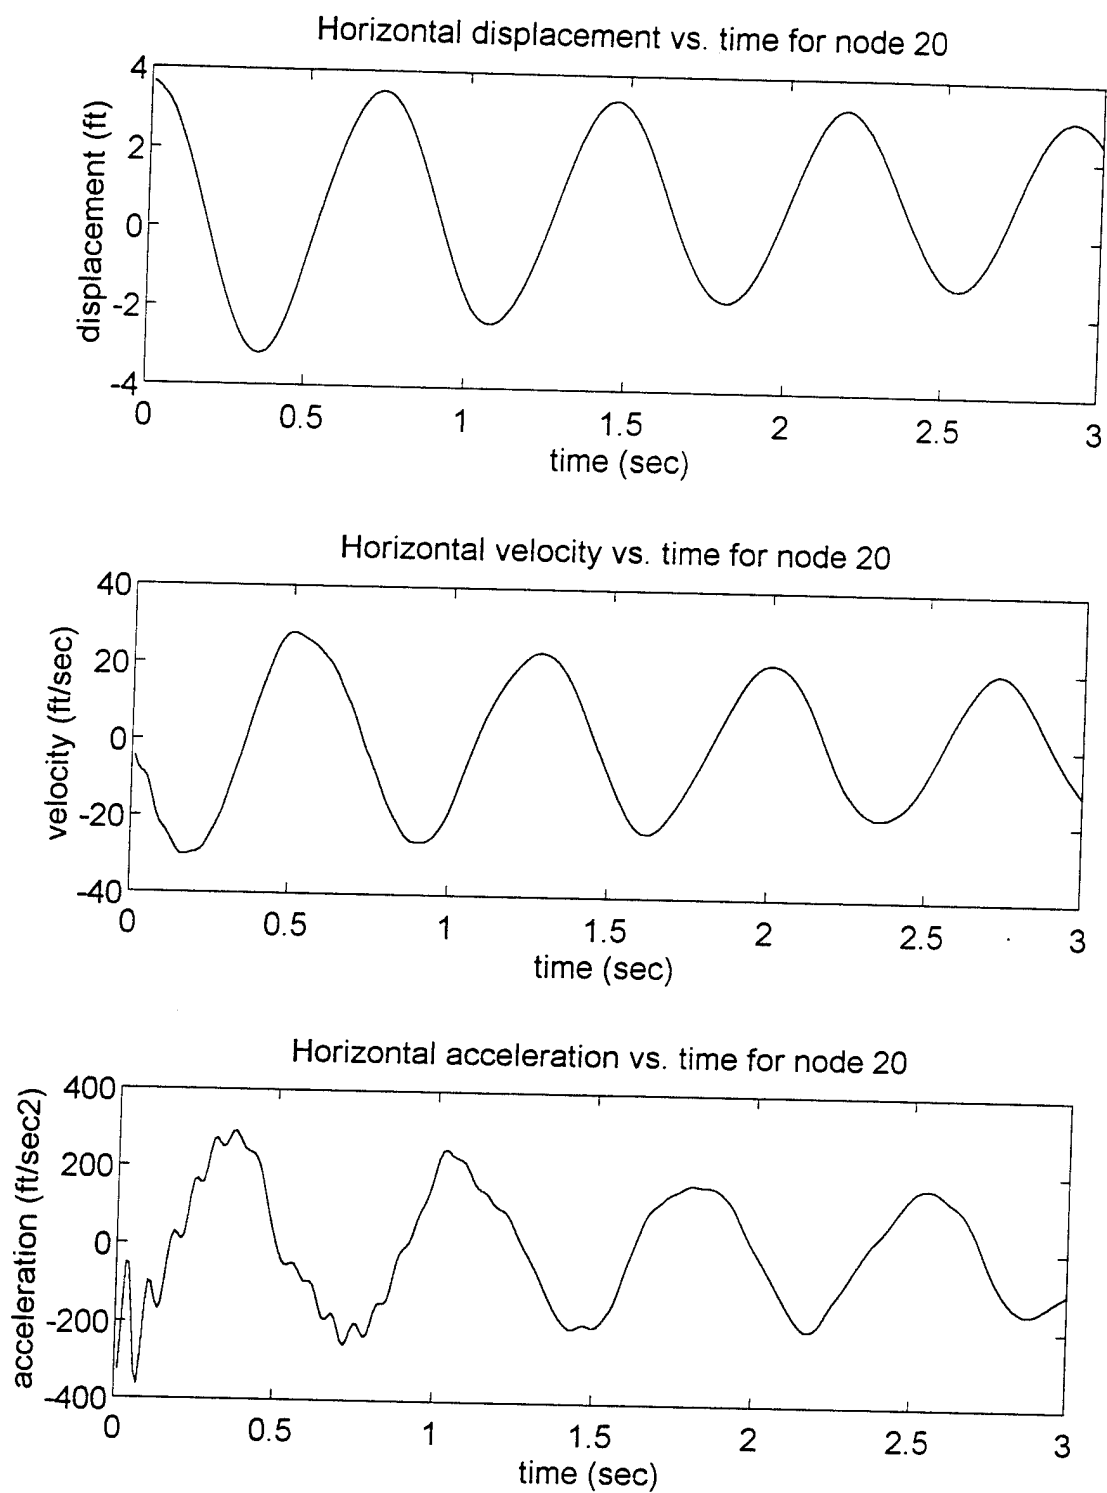 Horizontal displacement vs. time for node 20
displacement (ft)
4
2
0
-2
-4
0 0.5 1 1.5 2 2.5 3
time (sec)
Horizontal velocity vs. time for node 20
velocity (ft/sec)
40
20
0
-20
-40
0 0.5 1 1.5 2 2.5 3
time (sec)
Horizontal acceleration vs. time for node 20
acceleration (ft/sec2)
400
200
0
-200
-400
0 0.5 1 1.5 2 2.5 3
time (sec)